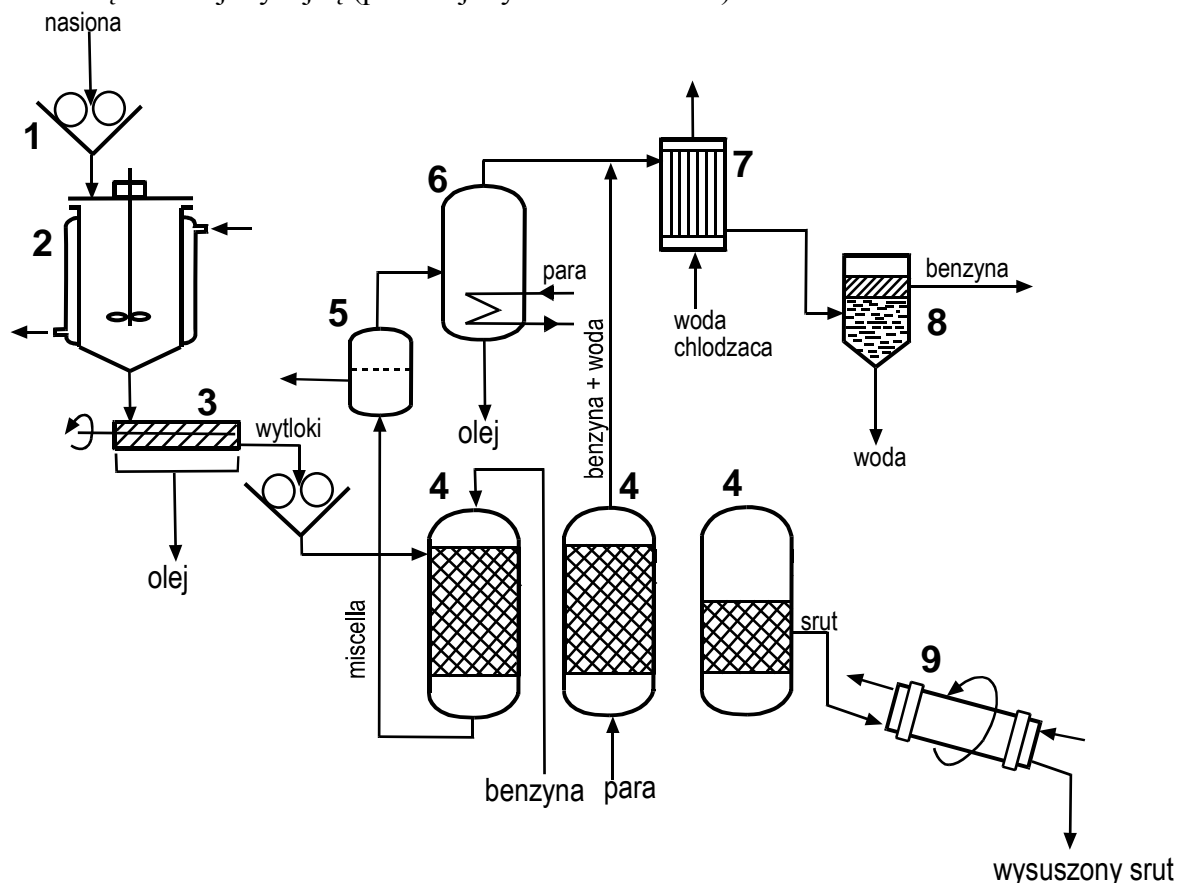 nasiona
1
2
3
wytloki
olej
4
miscella
benzyna
5
6
para
olej
benzyna + woda
4
para
7
woda
chlodzaca
benzyna
8
woda
4
srut
9
wysuszony srut